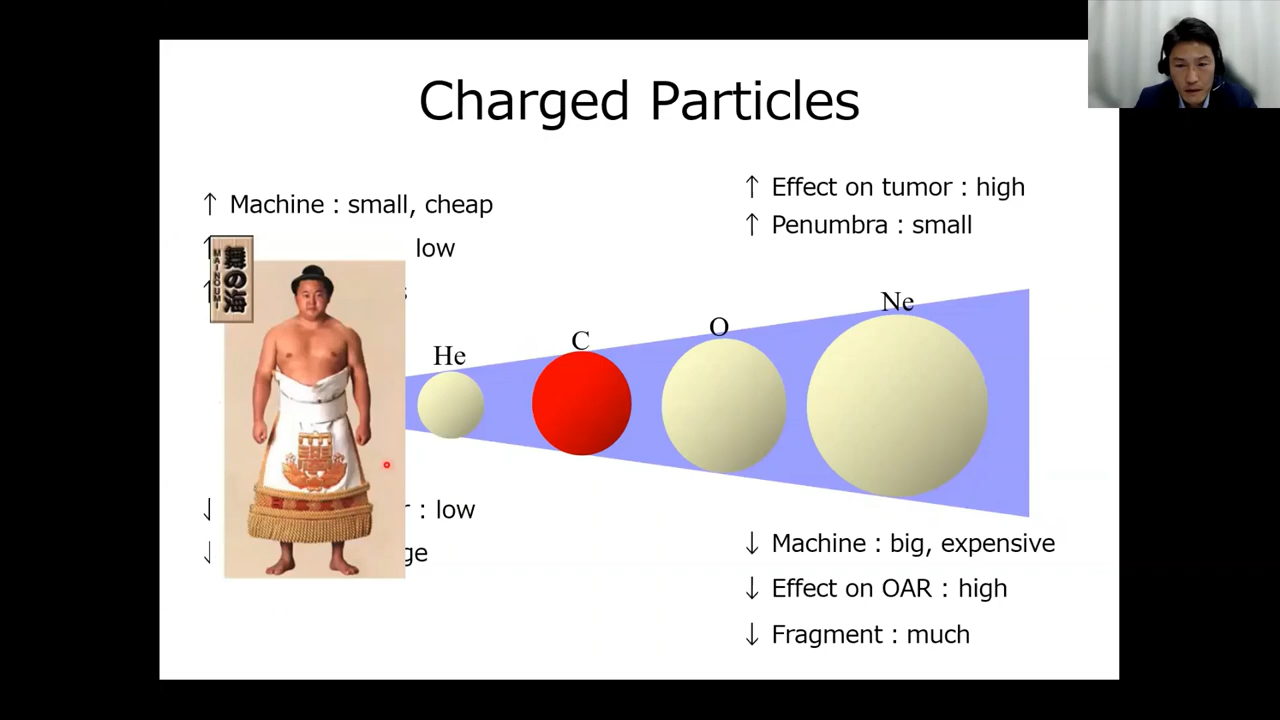 Charged Particles
↑ Machine : small, cheap
↑ low
↑
舞の海
MAINOUMI
↓ : low
↓
↑ Effect on tumor : high
↑ Penumbra : small
He
C
O
Ne
↓ Machine : big, expensive
↓ Effect on OAR : high
↓ Fragment : much